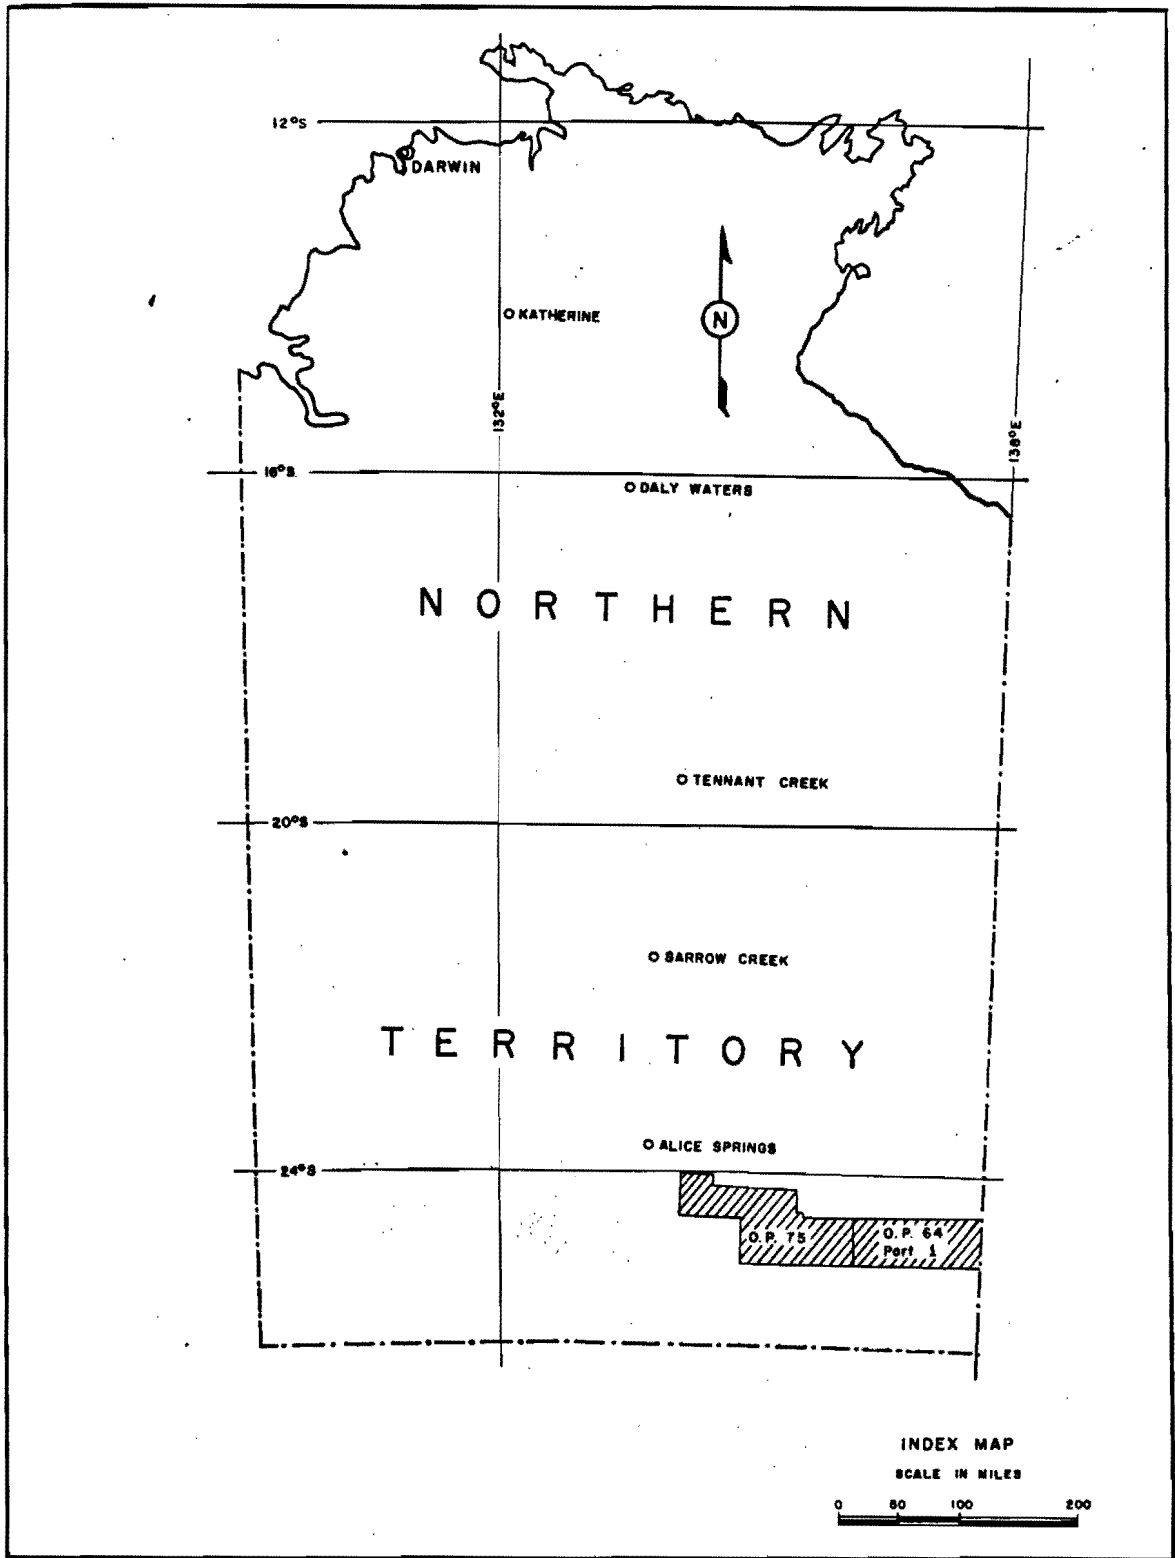 12°S
DARWIN
N
KATHERINE
132°E
138°E
16°S
DALY WATERS
NORTHERN
TENNANT CREEK
20°S
BARROW CREEK
TERRITORY
ALICE SPRINGS
24°S
O.P. 75
O.P. 64
Part 1
INDEX MAP
SCALE IN MILES
0 50 100 200